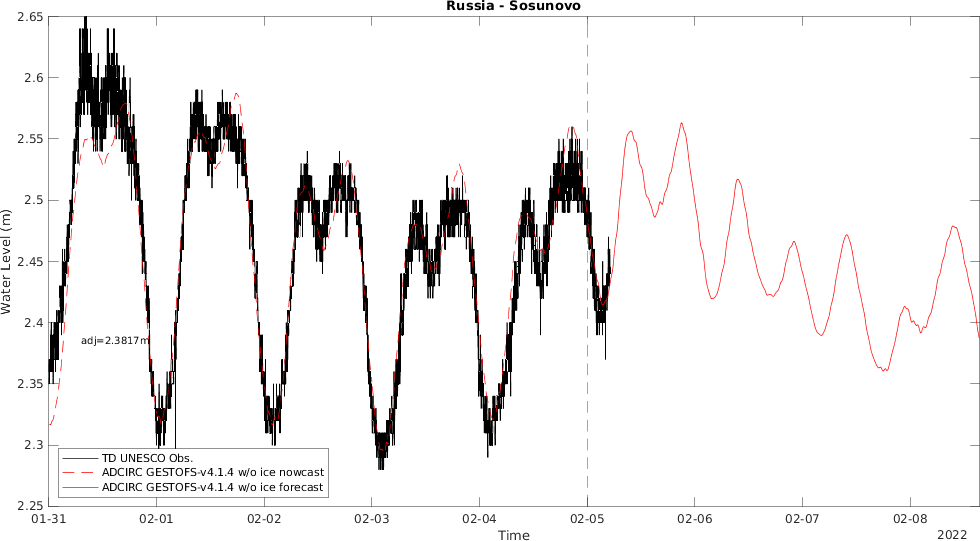 Russia - Sosunovo
2.65
2.6
2.55
2.5
2.45
2.4
2.35
2.3
2.25
Water Level (m)
adj=2.3817m
TD UNESCO Obs.
ADCIRC GESTOFS-v4.1.4 w/o ice nowcast
ADCIRC GESTOFS-v4.1.4 w/o ice forecast
01-31 02-01 02-02 02-03 02-04 02-05 02-06 02-07 02-08
Time
2022